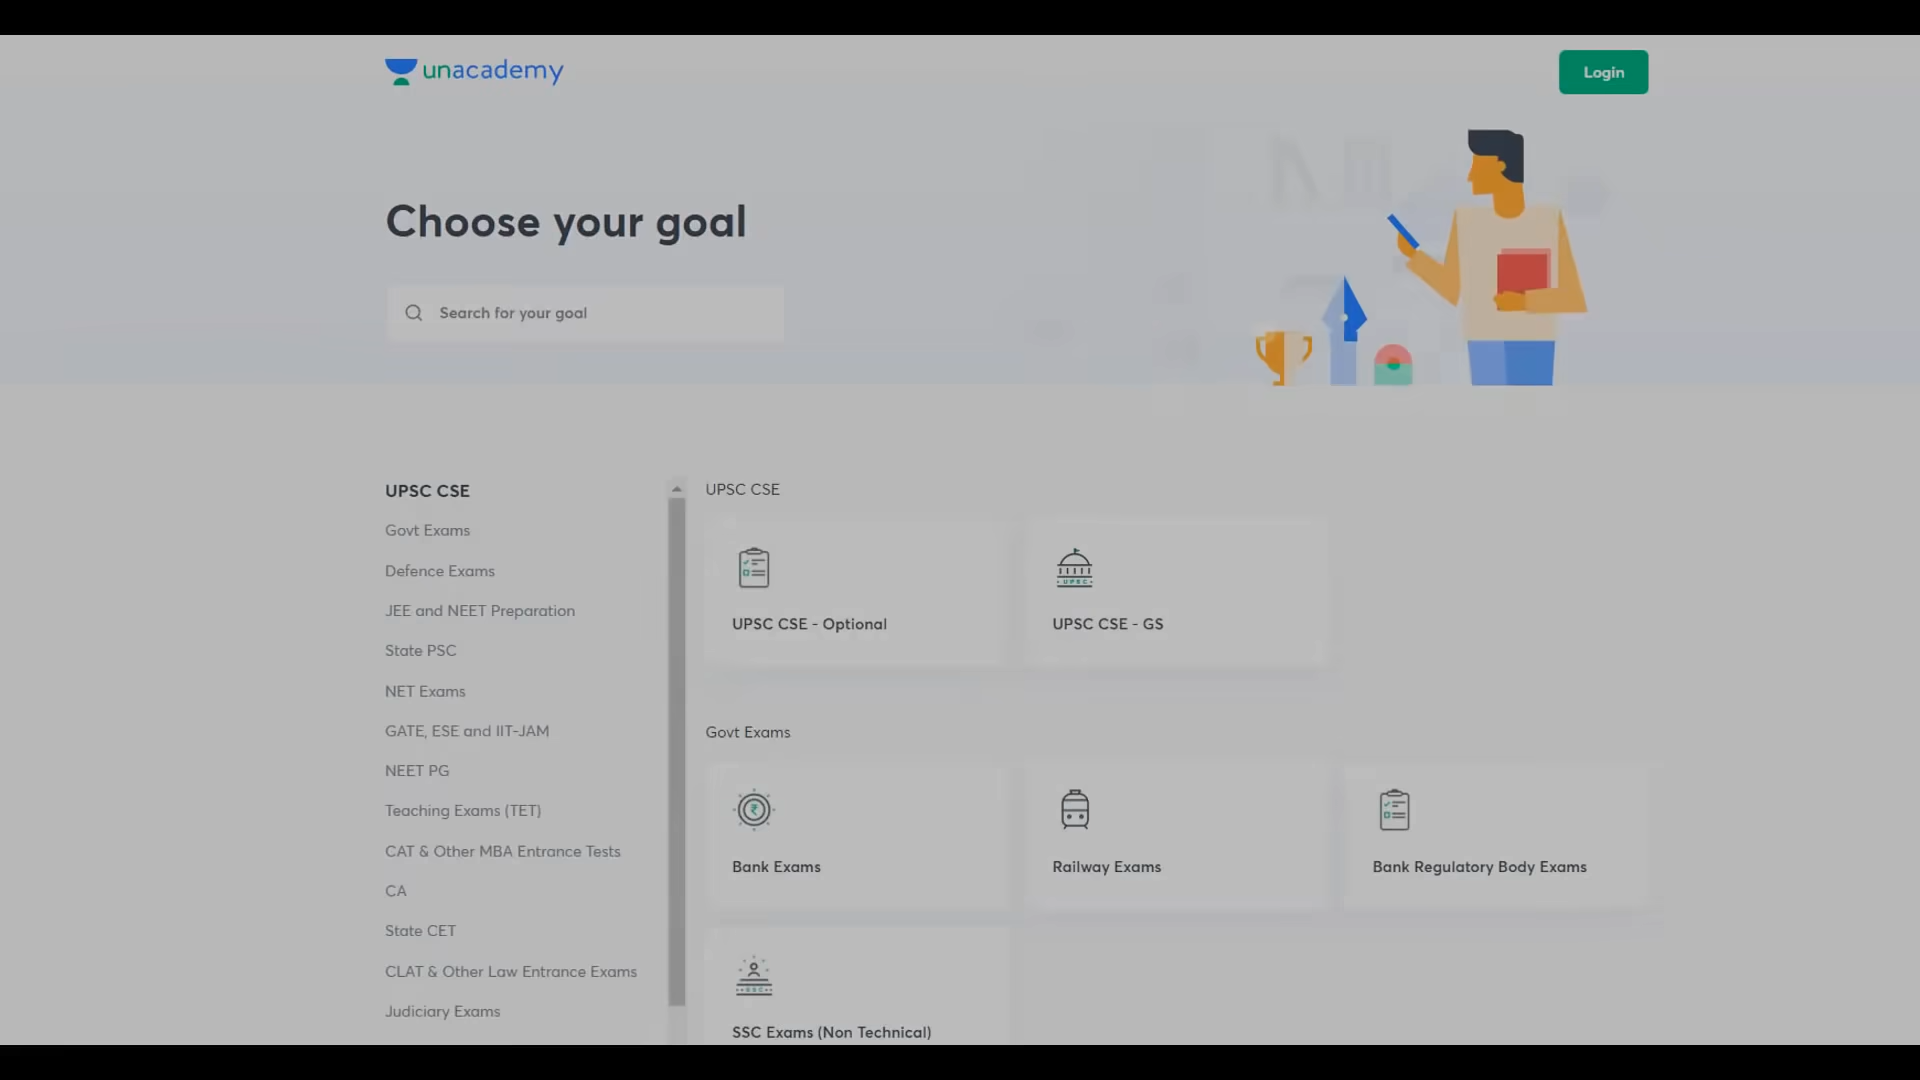 unacademy
Login
Choose your goal
Search for your goal
UPSC CSE
Govt Exams
Defence Exams
JEE and NEET Preparation
State PSC
NET Exams
GATE, ESE and IIT-JAM
NEET PG
Teaching Exams (TET)
CAT & Other MBA Entrance Tests
CA
State CET
CLAT & Other Law Entrance Exams
Judiciary Exams
UPSC CSE
UPSC CSE - Optional
UPSC
UPSC CSE - GS
Govt Exams
Bank Exams
Railway Exams
Bank Regulatory Body Exams
SSC
SSC Exams (Non Technical)